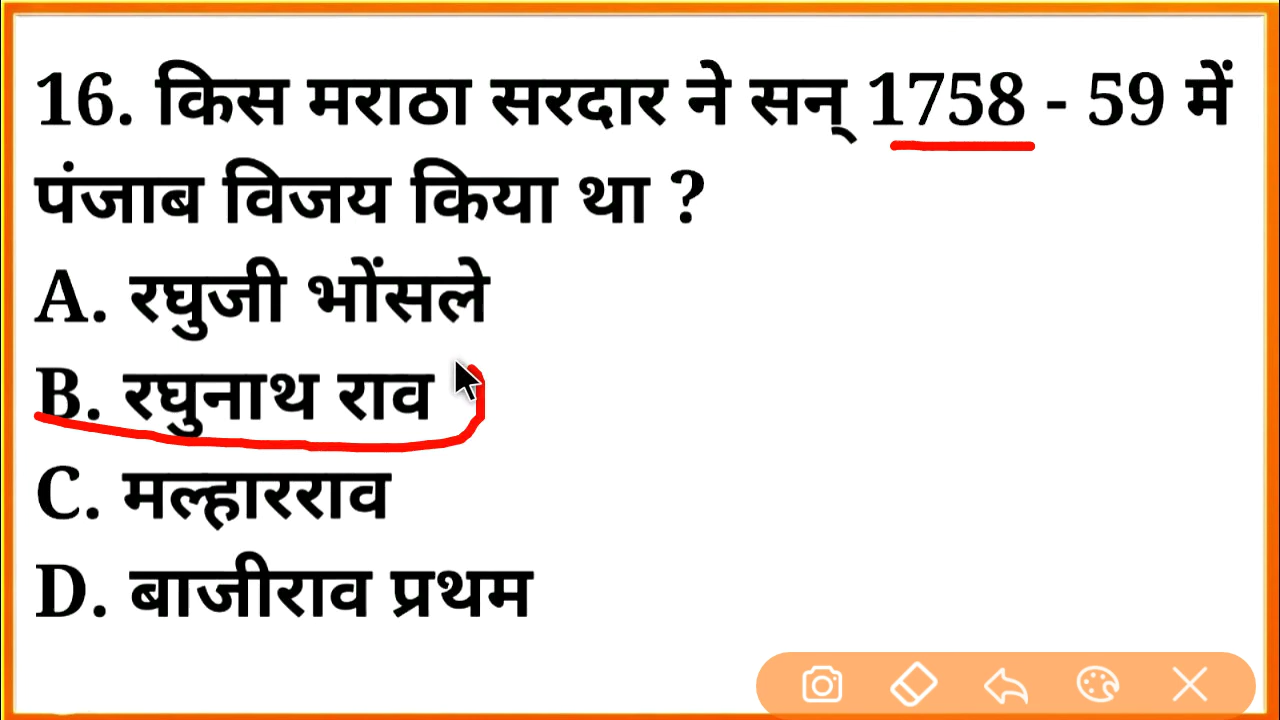 16. किस मराठा सरदार ने सन् 1758 - 59 में
पंजाब विजय किया था ?
A. रघुजी भोंसले
B. रघुनाथ राव
C. मल्हारराव
D. बाजीराव प्रथम